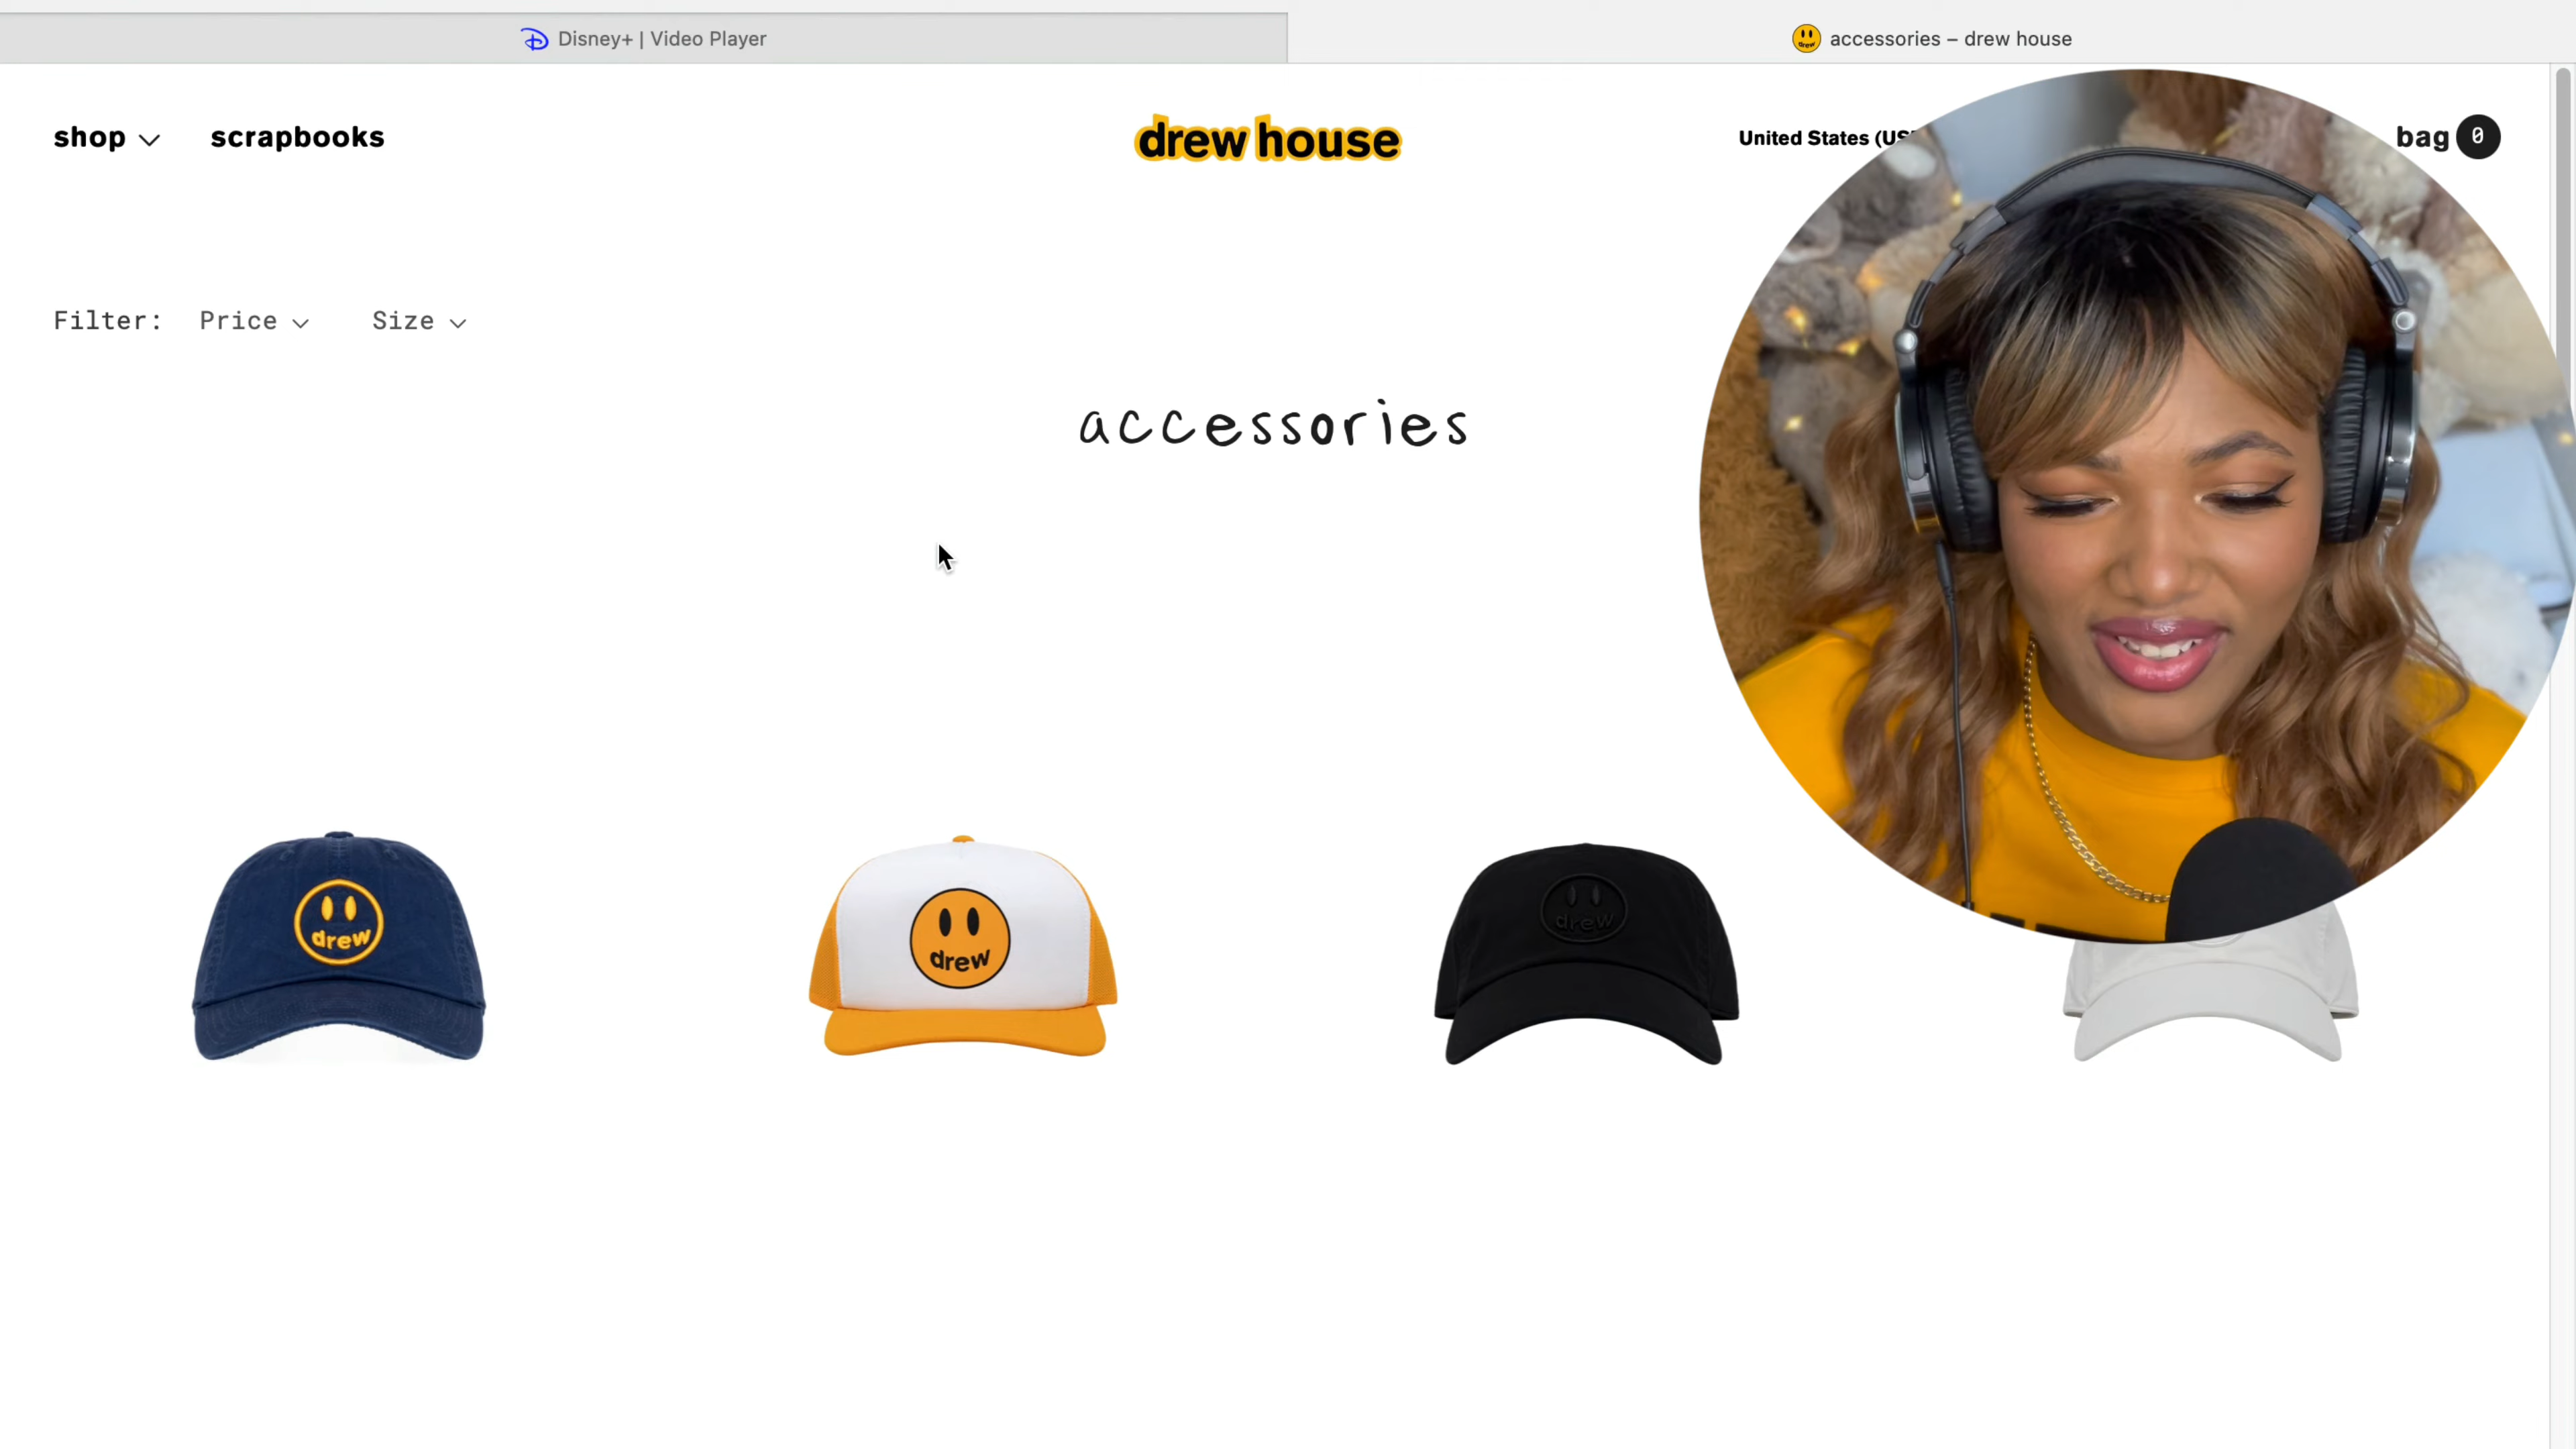 Disney+ | Video Player
accessories – drew house
shop
scrapbooks
drew house
United States
bag 0
Filter: Price Size
accessories
drew
drew
drew